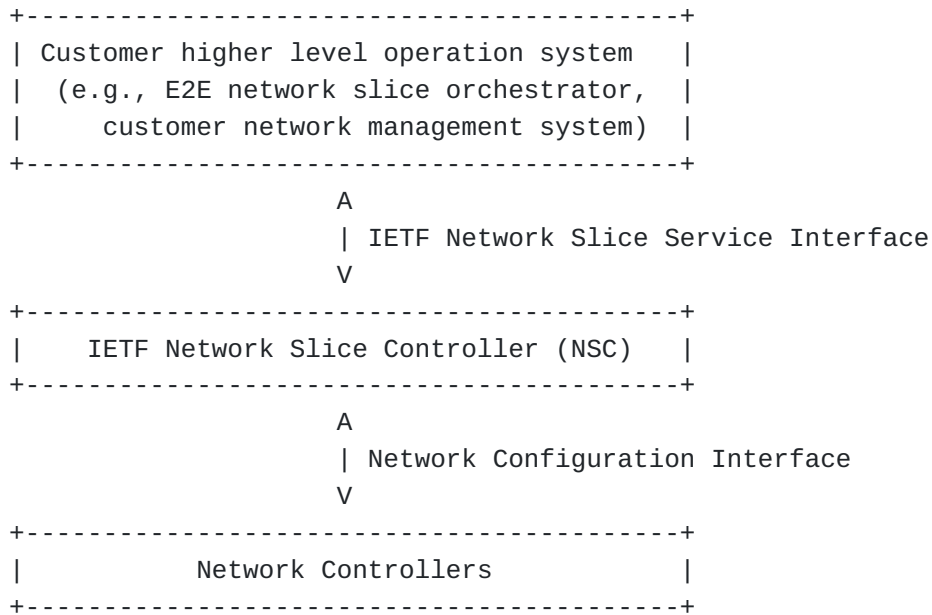 +------------------------------------------+
| Customer higher level operation system   |
|  (e.g., E2E network slice orchestrator,  |
|     customer network management system)  |
+------------------------------------------+
                     A
                     | IETF Network Slice Service Interface
                     V
+------------------------------------------+
|    IETF Network Slice Controller (NSC)   |
+------------------------------------------+
                     A
                     | Network Configuration Interface
                     V
+------------------------------------------+
|           Network Controllers            |
+------------------------------------------+